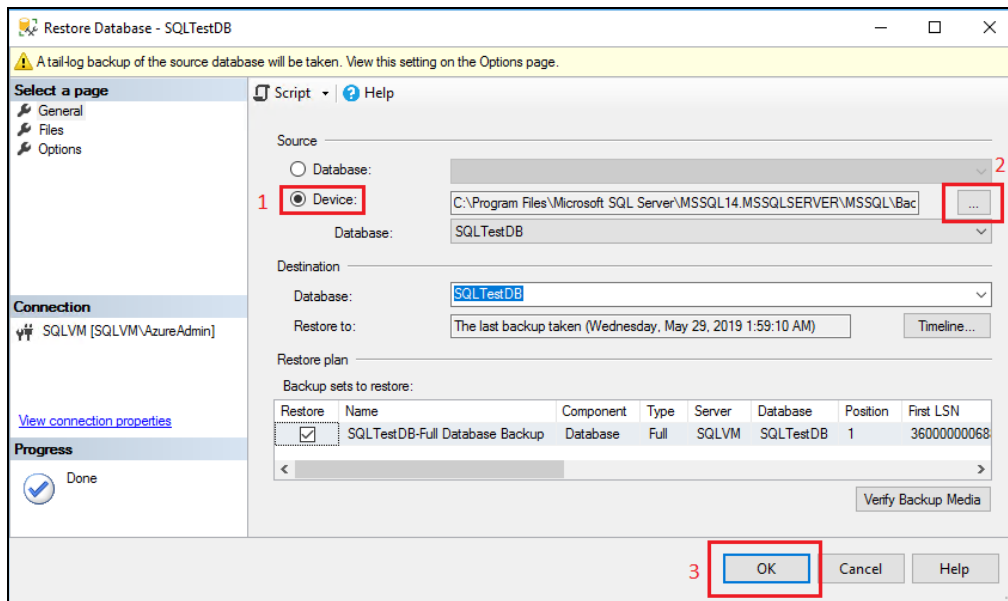 Restore Database - SQLTestDB
A tail-log backup of the source database will be taken. View this setting on the Options page.
Select a page
General
Files
Options
Script Help
Source
Database:
2
1 Device: C:\Program Files\Microsoft SQL Server\MSSQL14.MSSQLSERVER\MSSQL\Bac ...
Database: SQLTestDB
Destination
Database: SQLTestDB
Restore to: The last backup taken (Wednesday, May 29, 2019 1:59:10 AM) Timeline...
Restore plan
Backup sets to restore:
Restore Name Component Type Server Database Position First LSN
SQLTestDB-Full Database Backup Database Full SQLVM SQLTestDB 1 36000000068
Verify Backup Media
Connection
SQLVM [SQLVM\AzureAdmin]
View connection properties
Progress
Done
3 OK Cancel Help